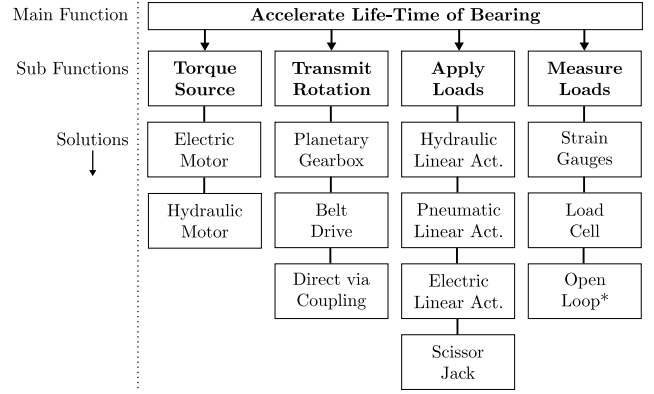 Main Function
Accelerate Life-Time of Bearing
Sub Functions
Torque
Source
Transmit
Rotation
Apply
Loads
Measure
Loads
Solutions
Electric
Motor
Planetary
Gearbox
Hydraulic
Linear Act.
Strain
Gauges
Hydraulic
Motor
Belt
Drive
Pneumatic
Linear Act.
Load
Cell
Direct via
Coupling
Electric
Linear Act.
Open
Loop*
Scissor
Jack